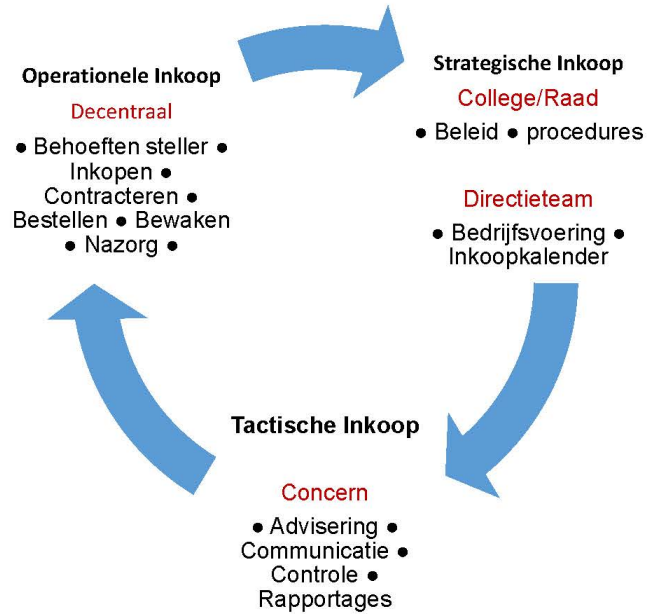 Operationele Inkoop
Decentraal
● Behoeften steller ●
Inkopen ●
Contracteren ●
Bestellen ● Bewaken
● Nazorg ●
Strategische Inkoop
College/Raad
● Beleid ● procedures
Directieteam
● Bedrijfsvoering ●
Inkoopkalender
Tactische Inkoop
Concern
● Advisering ●
Communicatie ●
Controle ●
Rapportages